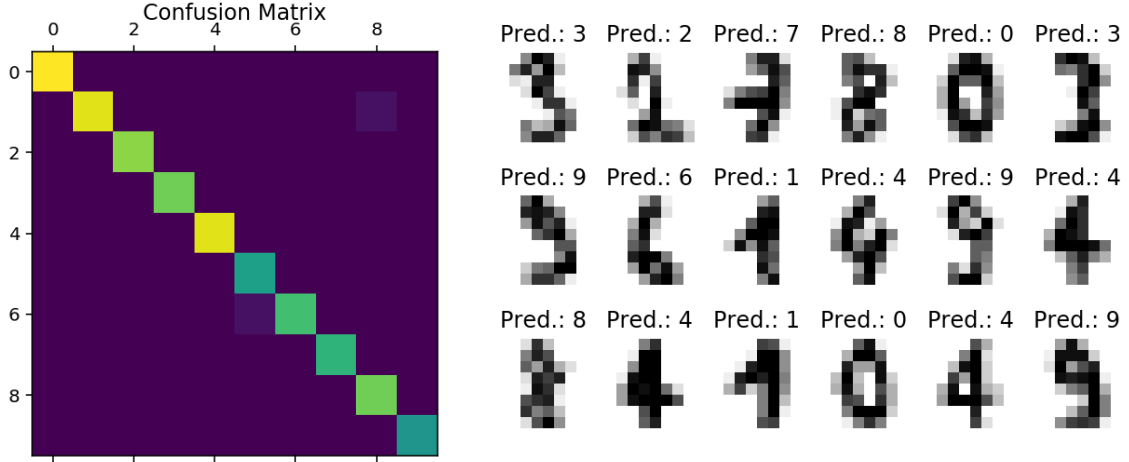 Confusion Matrix
0 2 4 6 8
0
2
4
6
8
Pred.: 3 Pred.: 2 Pred.: 7 Pred.: 8 Pred.: 0 Pred.: 3
Pred.: 9 Pred.: 6 Pred.: 1 Pred.: 4 Pred.: 9 Pred.: 4
Pred.: 8 Pred.: 4 Pred.: 1 Pred.: 0 Pred.: 4 Pred.: 9